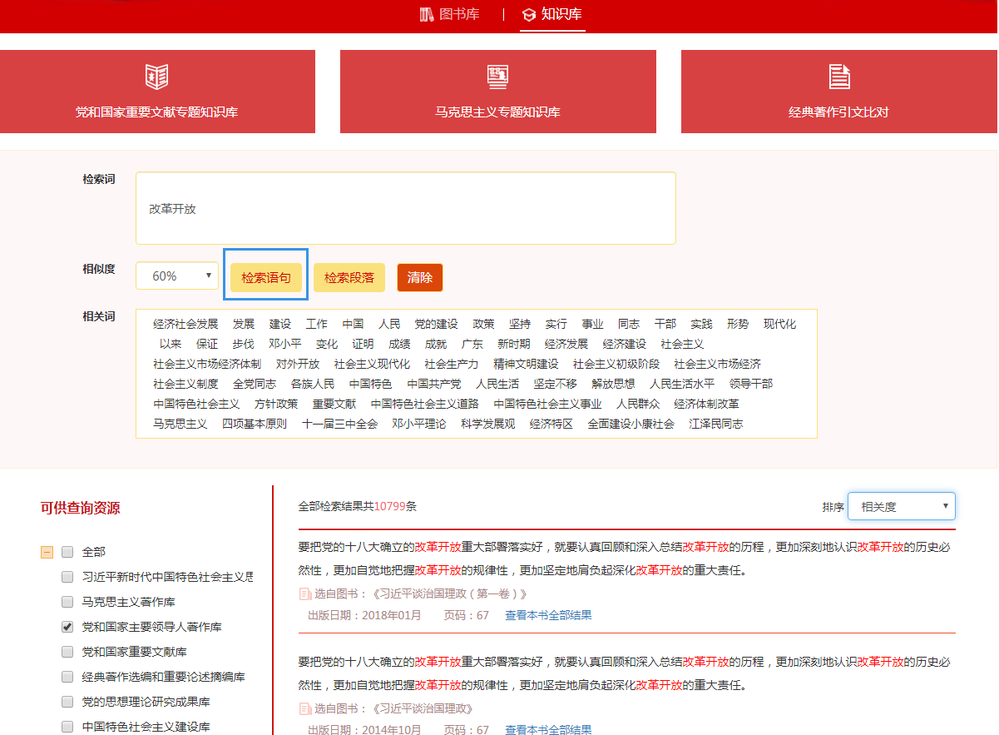 图书库 | 知识库
党和国家重要文献专题知识库 马克思主义专题知识库 经典著作引文比对
检索词
改革开放
相似度 60% 检索语句 检索段落 清除
相关词
经济社会发展 发展 建设 工作 中国 人民 党的建设 政策 坚持 实行 事业 同志 干部 实践 形势 现代化
以来 保证 步伐 邓小平 变化 证明 成绩 成就 广东 新时期 经济发展 经济建设 社会主义
社会主义市场经济体制 对外开放 社会主义现代化 社会生产力 精神文明建设 社会主义初级阶段 社会主义市场经济
社会主义制度 全党同志 各族人民 中国特色 中国共产党 人民生活 坚定不移 解放思想 人民生活水平 领导干部
中国特色社会主义 方针政策 重要文献 中国特色社会主义道路 中国特色社会主义事业 人民群众 经济体制改革
马克思主义 四项基本原则 十一届三中全会 邓小平理论 科学发展观 经济特区 全面建设小康社会 江泽民同志
可供查询资源
全部
习近平新时代中国特色社会主义思
马克思主义著作库
党和国家主要领导人著作库
党和国家重要文献库
经典著作选编和重要论述摘编库
党的思想理论研究成果库
中国特色社会主义建设库
全部检索结果共10799条 排序 相关度
要把党的十八大确立的改革开放重大部署落实好，就要认真回顾和深入总结改革开放的历程，更加深刻地认识改革开放的历史必
然性，更加自觉地把握改革开放的规律性，更加坚定地肩负起深化改革开放的重大责任。
选自图书：《习近平谈治国理政（第一卷）》
出版日期：2018年01月 页码：67 查看本书全部结果
要把党的十八大确立的改革开放重大部署落实好，就要认真回顾和深入总结改革开放的历程，更加深刻地认识改革开放的历史必
然性，更加自觉地把握改革开放的规律性，更加坚定地肩负起深化改革开放的重大责任。
选自图书：《习近平谈治国理政》
出版日期：2014年10月 页码：67 查看本书全部结果